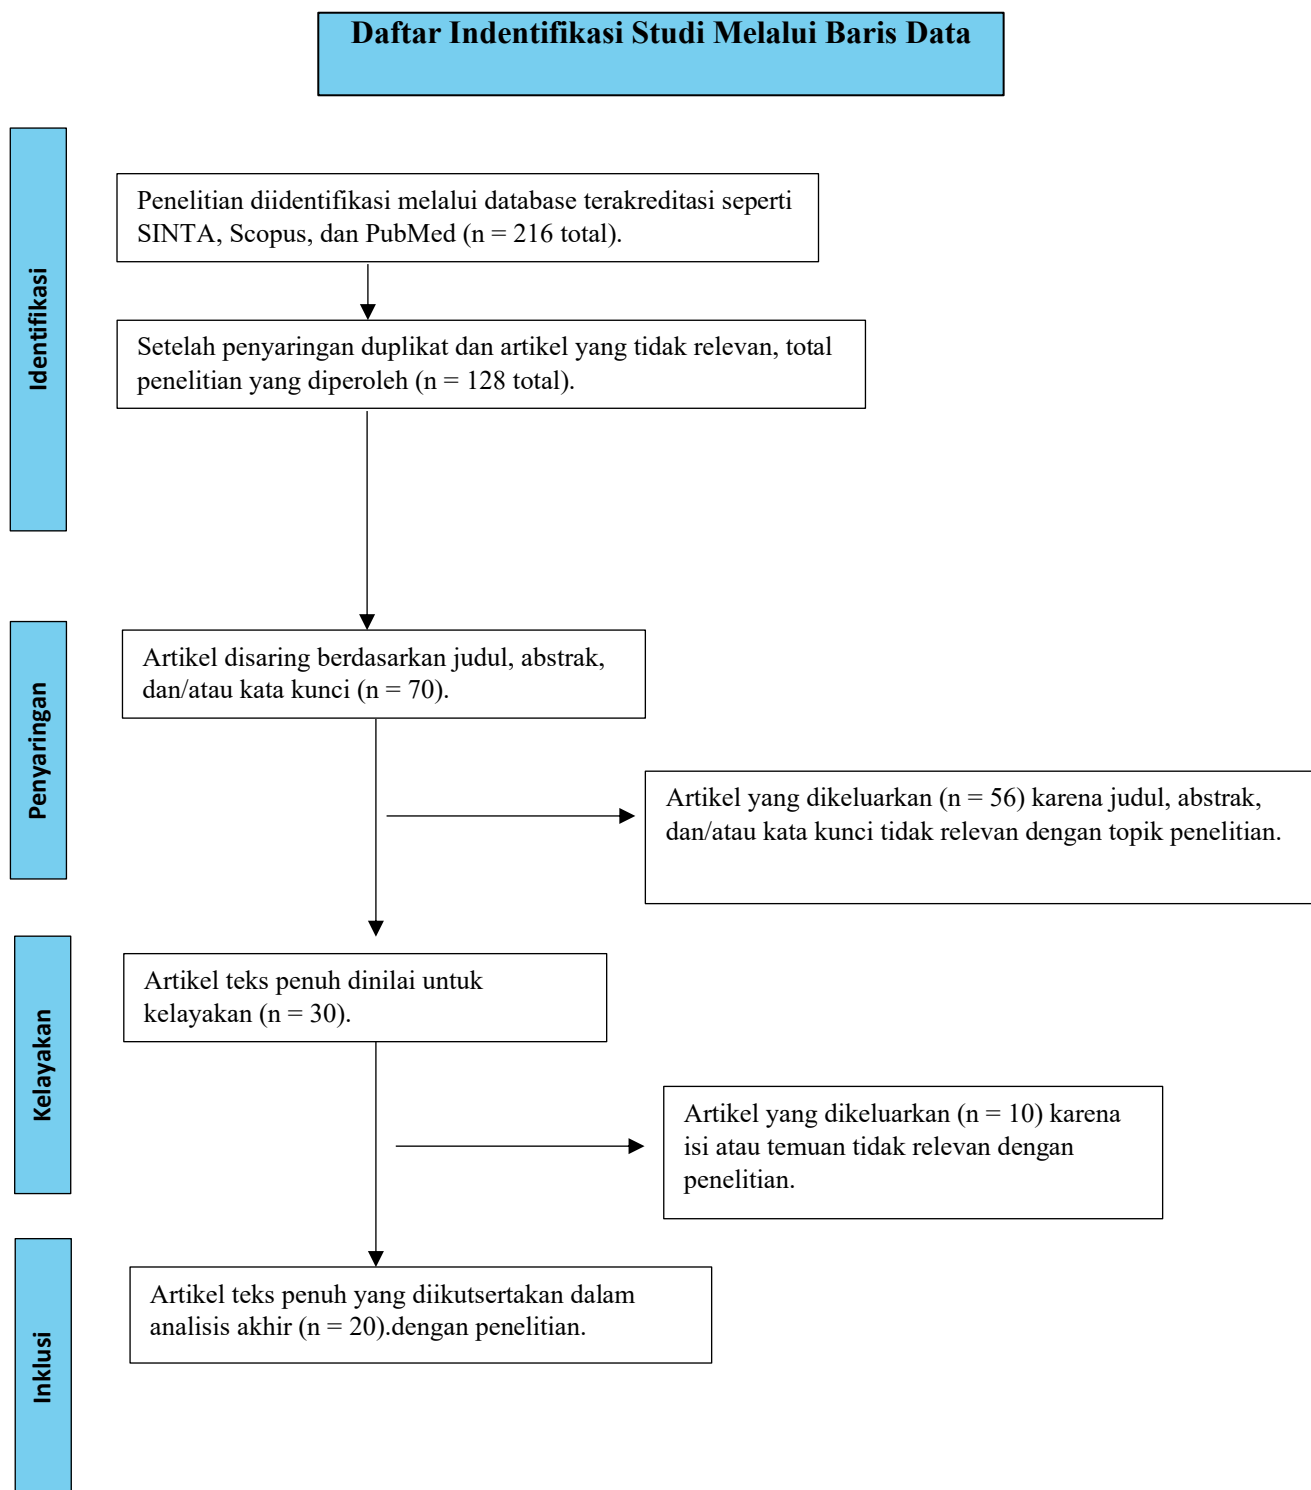 Daftar Indentifikasi Studi Melalui Baris Data
Identifikasi
Penelitian diidentifikasi melalui database terakreditasi seperti
SINTA, Scopus, dan PubMed (n = 216 total).
Setelah penyaringan duplikat dan artikel yang tidak relevan, total
penelitian yang diperoleh (n = 128 total).
Penyaringan
Artikel disaring berdasarkan judul, abstrak,
dan/atau kata kunci (n = 70).
Artikel yang dikeluarkan (n = 56) karena judul, abstrak,
dan/atau kata kunci tidak relevan dengan topik penelitian.
Kelayakan
Artikel teks penuh dinilai untuk
kelayakan (n = 30).
Artikel yang dikeluarkan (n = 10) karena
isi atau temuan tidak relevan dengan
penelitian.
Inklusi
Artikel teks penuh yang diikutsertakan dalam
analisis akhir (n = 20).dengan penelitian.